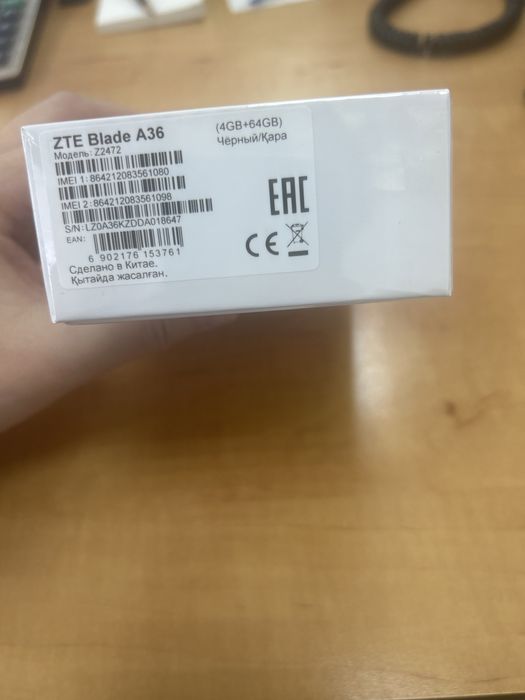 ZTE Blade A36
(4GB+64GB)
Модель: Z2472
Чёрный/Қара
IMEI 1: 864212083561080
IMEI 2: 864212083561098
S/N: LZ0A36KZDDA018647
EAN:
6 902176 153761
Сделано в Китае.
Қытайда жасалған.
EAC
CE